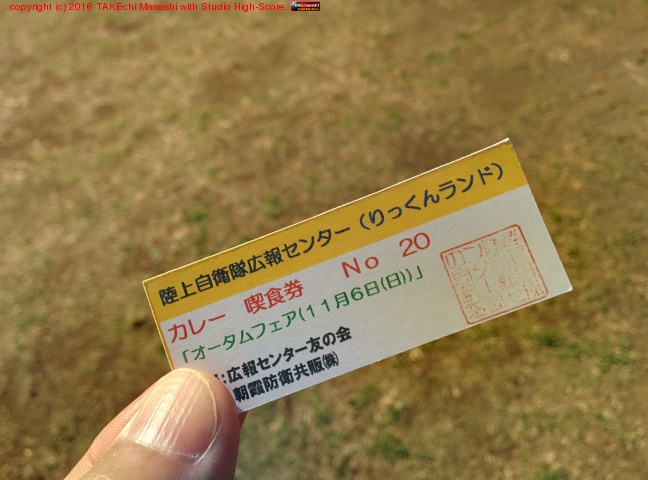 copyright (c) 2016 TAKEchi Masashi with Studio High-Score
陸上自衛隊広報センター（りっくんランド）
カレー 喫食券 No 20
「オータムフェア(１１月６日(日))」
:広報センター友の会
朝霞防衛共販㈱